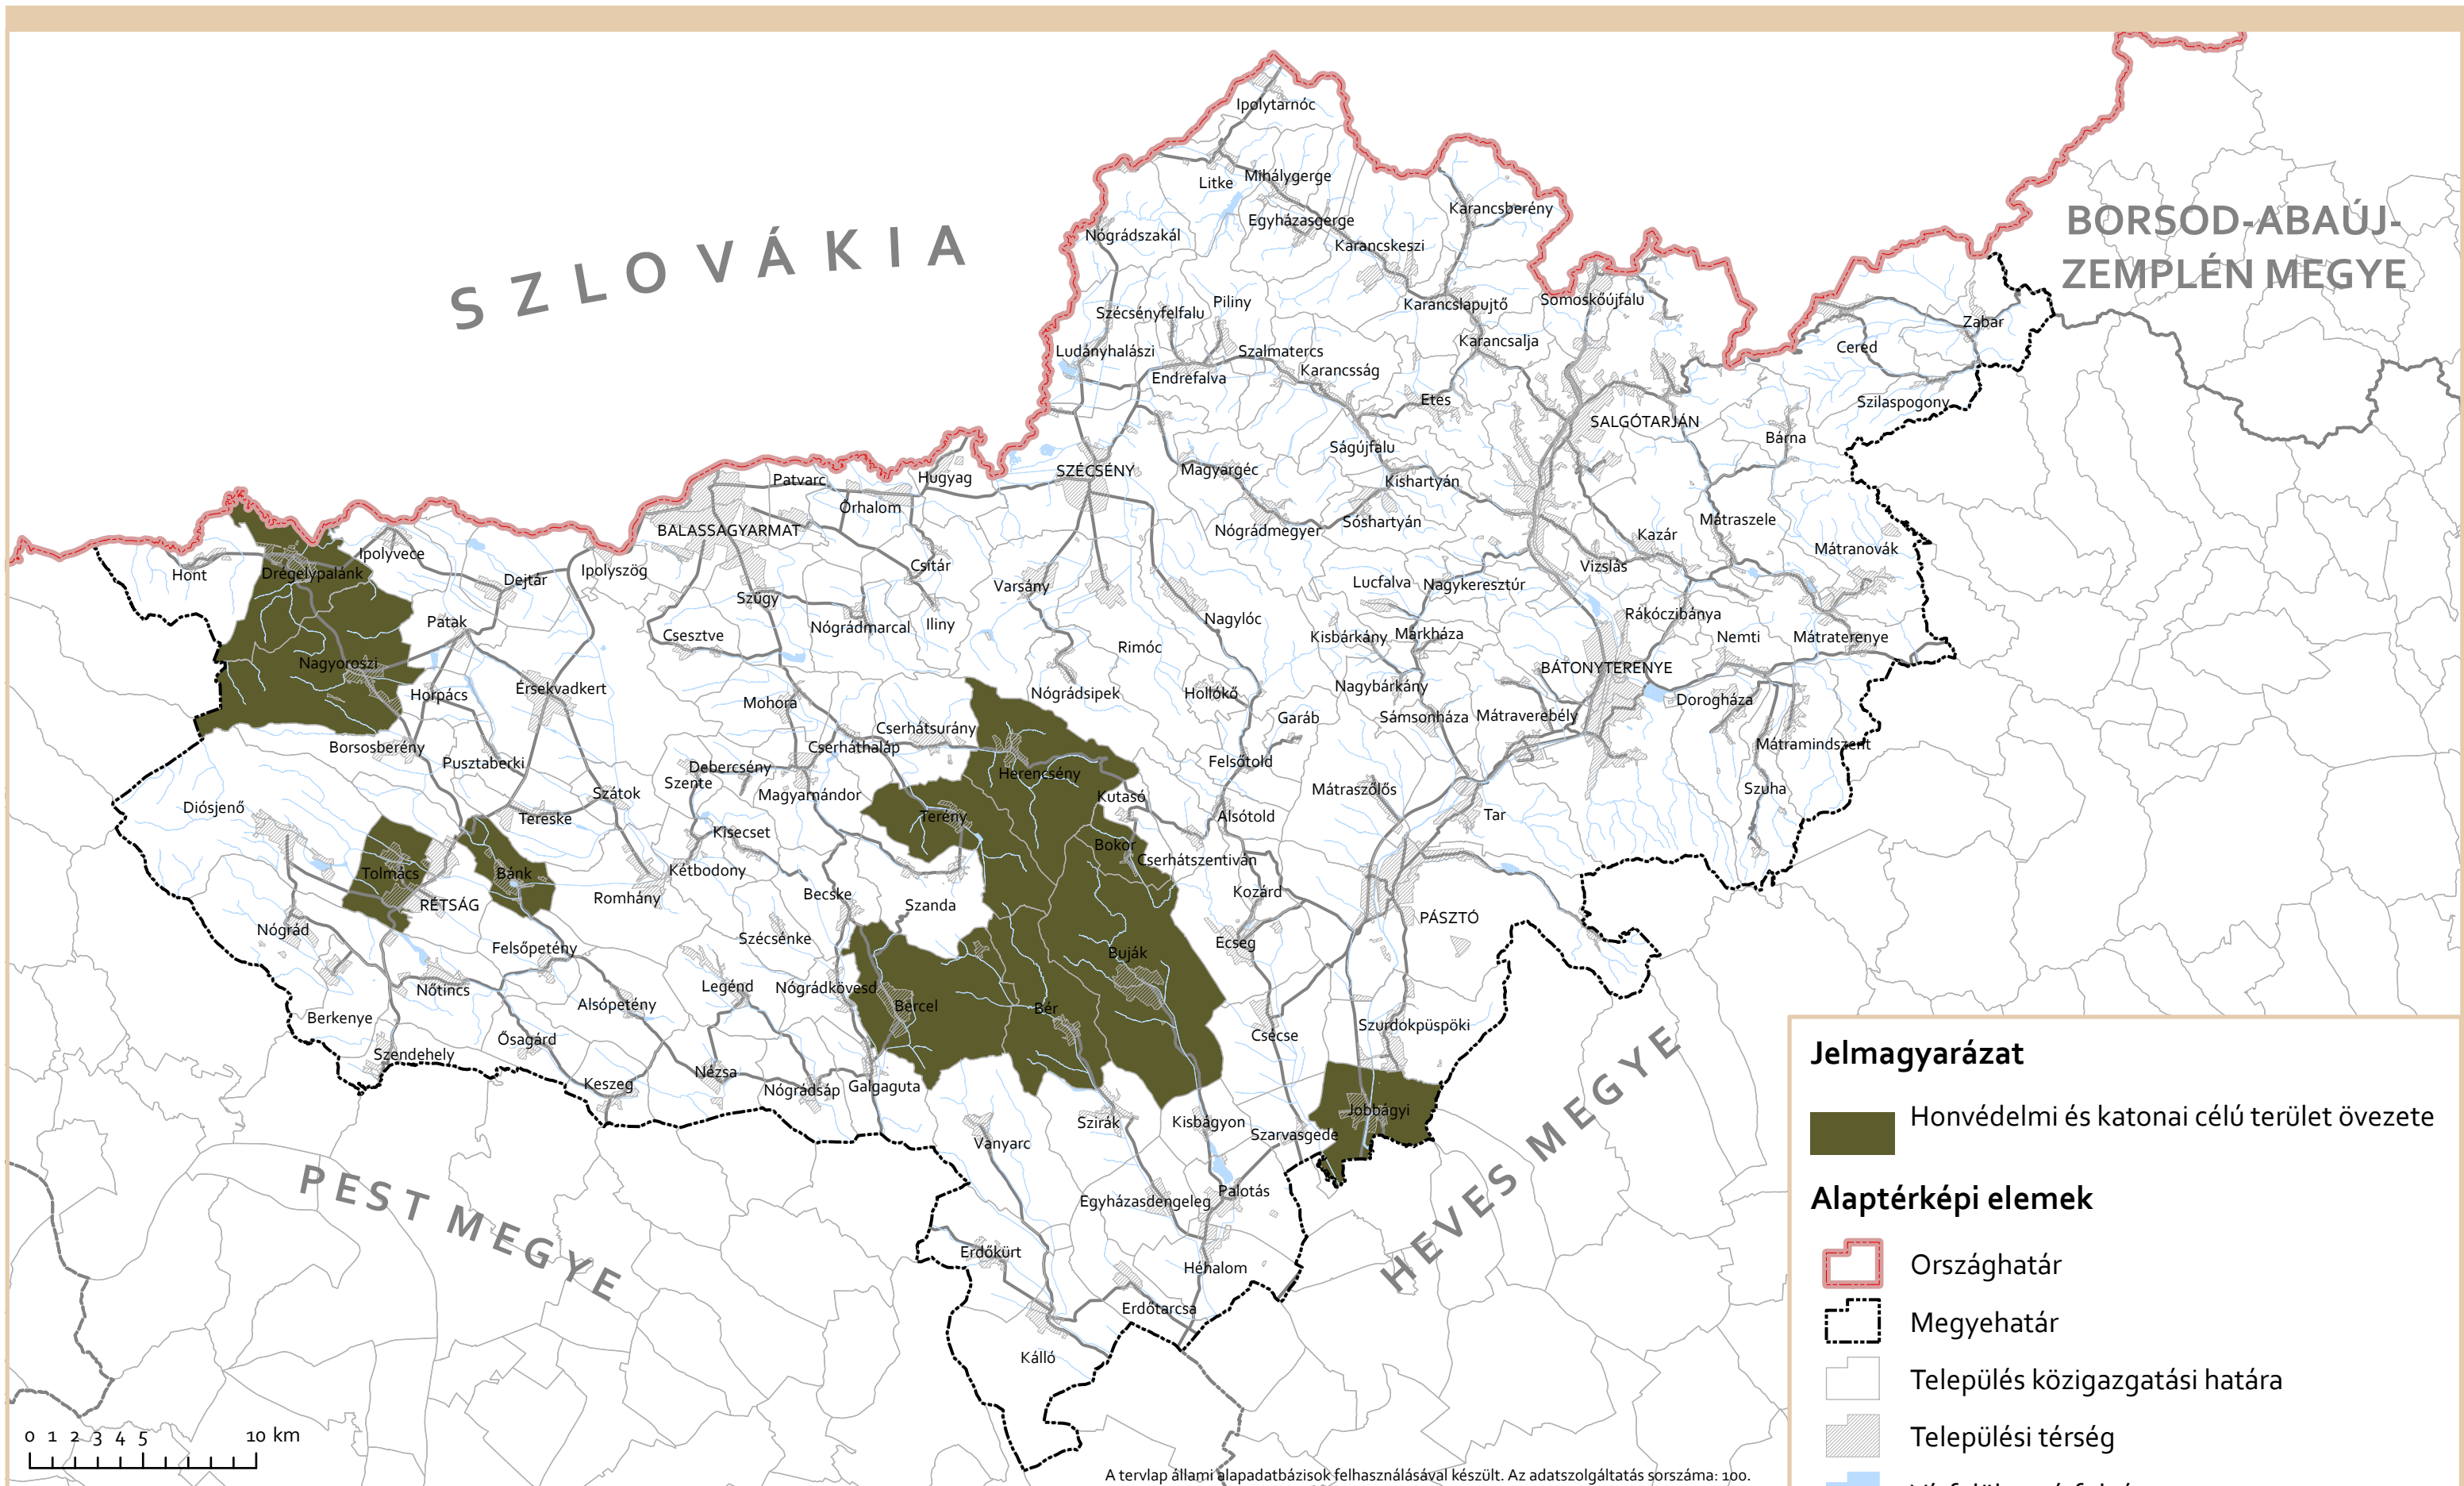 SZLOVÁKIA
BORSOD-ABAÚJ-
ZEMPLÉN MEGYE
PEST MEGYE
HEVES MEGYE
Ipolytarnóc
Litke
Mihálygerge
Egyházasgerge
Karancsberény
Nógrádszakál
Karancskeszi
Piliny
Szécsényfelfalu
Karancslapujtő
Somoskőújfalu
Zabar
Ludányhalászi
Szalmatercs
Karancsalja
Cered
Endrefalva
Karancsság
Etes
Szilaspogony
SALGÓTARJÁN
Bárna
Ságújfalu
SZÉCSÉNY
Magyargéc
Patvarc
Hugyag
Kishartyán
Őrhalom
BALASSAGYARMAT
Nógrádmegyer
Sóshartyán
Mátraszele
Kazár
Mátranovák
Ipolyvece
Hont
Drégelypalánk
Dejtár
Ipolyszög
Csitár
Varsány
Lucfalva
Nagykeresztúr
Vizslás
Szügy
Patak
Nógrádmarcal
Iliny
Nagylóc
Rákóczibánya
Csesztve
Rimóc
Kisbárkány
Márkháza
Nemti
Mátraterenye
Nagyoroszi
BÁTONYTERENYE
Horpács
Érsekvadkert
Nógrádsipek
Hollókő
Nagybárkány
Dorogháza
Mohora
Garáb
Sámsonháza
Mátraverebély
Cserhátsurány
Borsosberény
Cserháthaláp
Mátramindszent
Pusztaberki
Debercsény
Herencsény
Felsőtold
Szente
Szátok
Magyarnándor
Kutasó
Mátraszőlős
Szuha
Diósjenő
Tereske
Terény
Alsótold
Tar
Kisecset
Bokor
Cserhátszentiván
Tolmács
Bánk
Kétbodony
Romhány
Becske
Kozárd
RÉTSÁG
Szanda
PÁSZTÓ
Nógrád
Szécsénke
Ecseg
Felsőpetény
Buják
Nőtincs
Legénd
Nógrádkövesd
Alsópetény
Bercel
Bér
Berkenye
Szurdokpüspöki
Csécse
Ősagárd
Szendehely
Nézsa
Keszeg
Nógrádsáp
Galgaguta
Jobbágyi
Szirák
Kisbágyon
Szarvasgede
Vanyarc
Palotás
Egyházasdengeleg
Erdőkürt
Héhalom
Erdőtarcsa
Kálló
Jelmagyarázat
Honvédelmi és katonai célú terület övezete
Alaptérképi elemek
Országhatár
Megyehatár
Település közigazgatási határa
Települési térség
0 1 2 3 4 5 10 km
A tervlap állami alapadatbázisok felhasználásával készült. Az adatszolgáltatás sorszáma: 100.